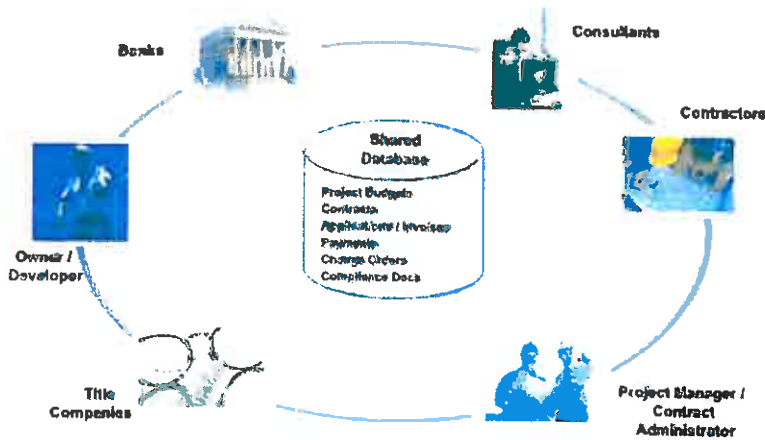 Banks
Consultants
Contractors
Shared
Database
Project Budgets
Contracts
Applications / Invoices
Payments
Change Orders
Compliance Docs
Owner /
Developer
Title
Companies
Project Manager /
Contract
Administrator